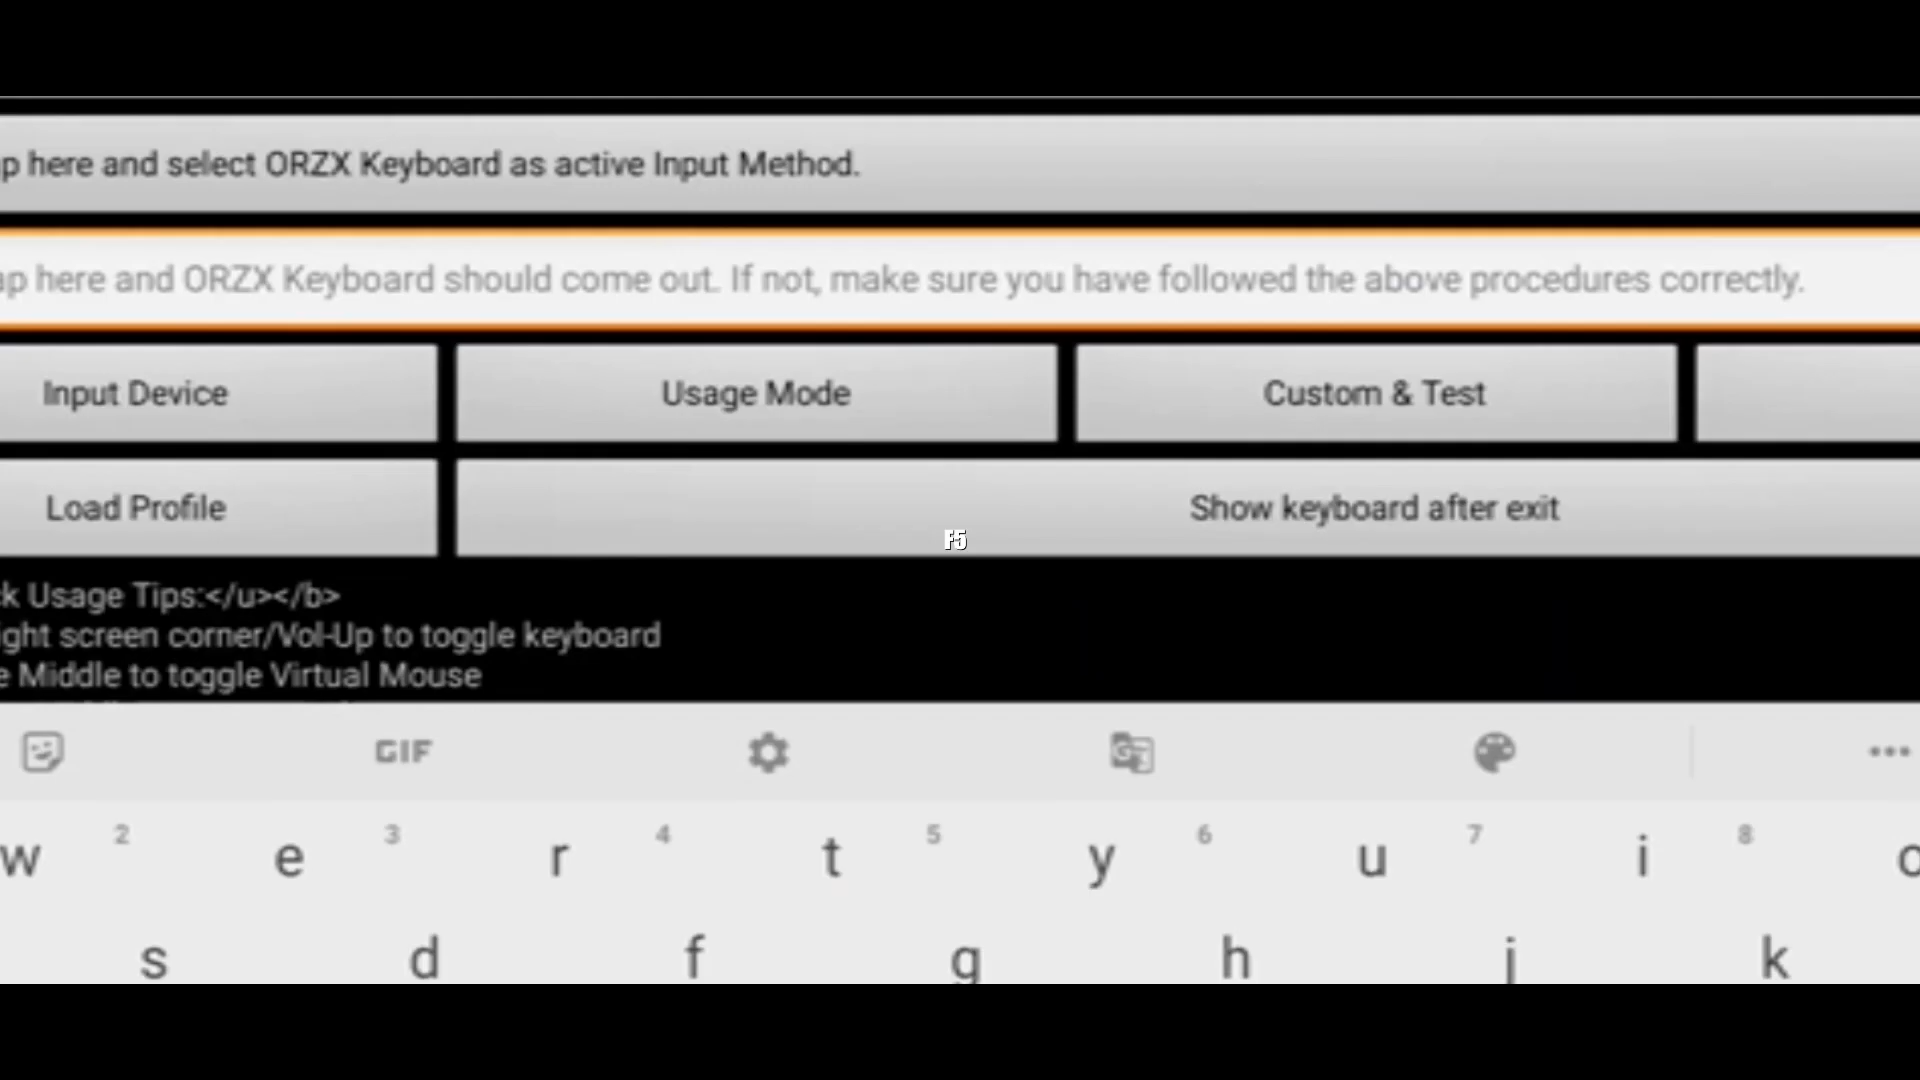 p here and select ORZX Keyboard as active Input Method.
ap here and ORZX Keyboard should come out. If not, make sure you have followed the above procedures correctly.
Input Device
Usage Mode
Custom & Test
Load Profile
Show keyboard after exit
F5
ck Usage Tips:</u></b>
ight screen corner/Vol-Up to toggle keyboard
e Middle to toggle Virtual Mouse
GIF
2 3 4 5 6 7 8
w e r t y u i o
s d f g h j k